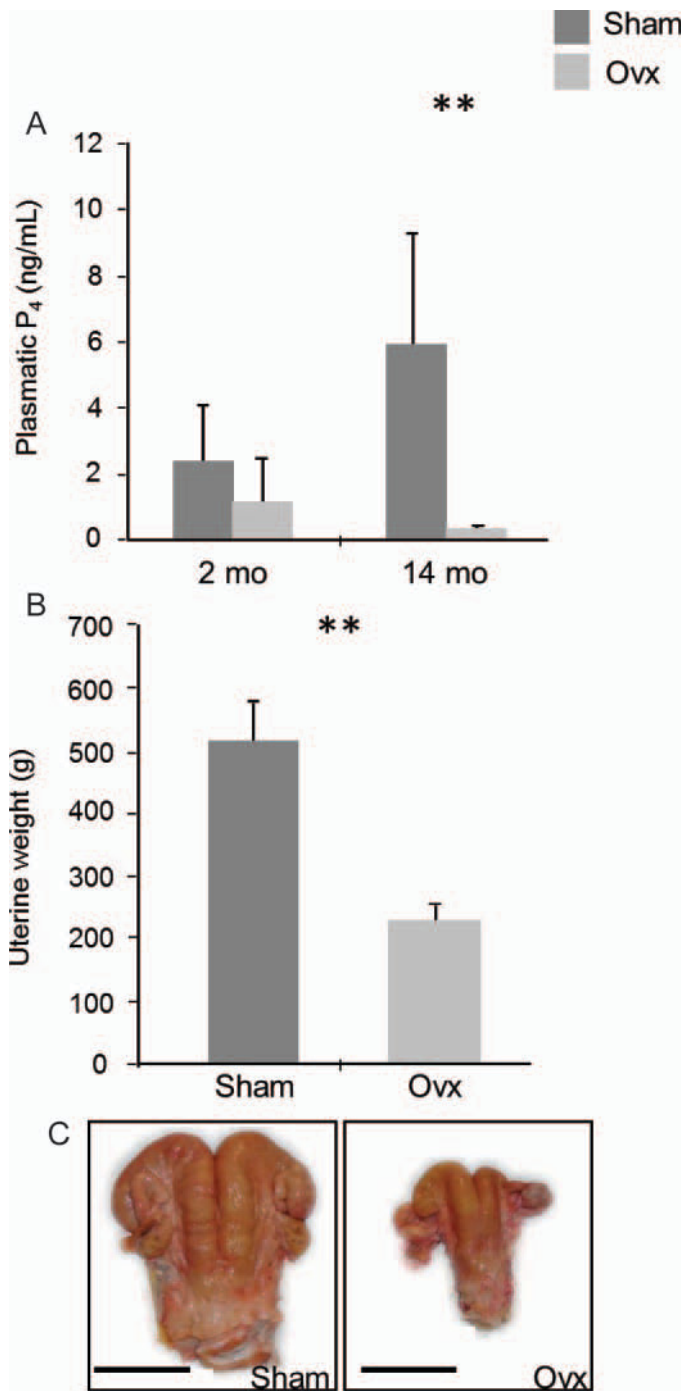 Sham
Ovx
A
**
Plasmatic P₄ (ng/mL)
12
10
8
6
4
2
0
2 mo
14 mo
B
**
Uterine weight (g)
700
600
500
400
300
200
100
0
Sham
Ovx
C
Sham
Ovx